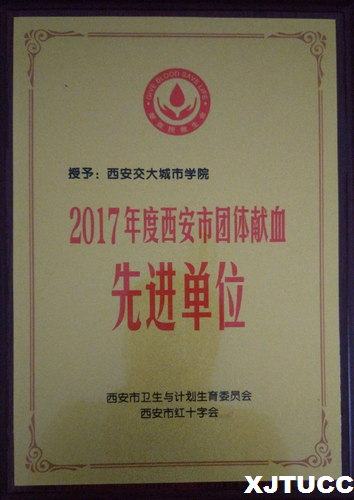 GIVE BLOOD SAVE LIFE
授予：西安交大城市学院
2017年度西安市团体献血
先进单位
西安市卫生与计划生育委员会
西安市红十字会
XJTUCC